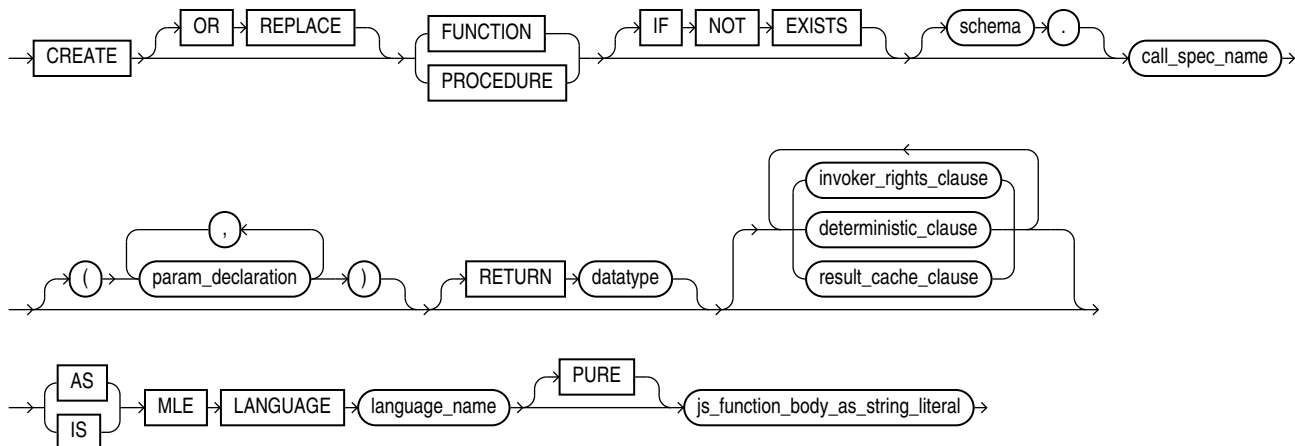 CREATE OR REPLACE FUNCTION PROCEDURE IF NOT EXISTS schema . call_spec_name
( param_declaration , ) RETURN datatype invoker_rights_clause deterministic_clause result_cache_clause
AS IS MLE LANGUAGE language_name PURE js_function_body_as_string_literal